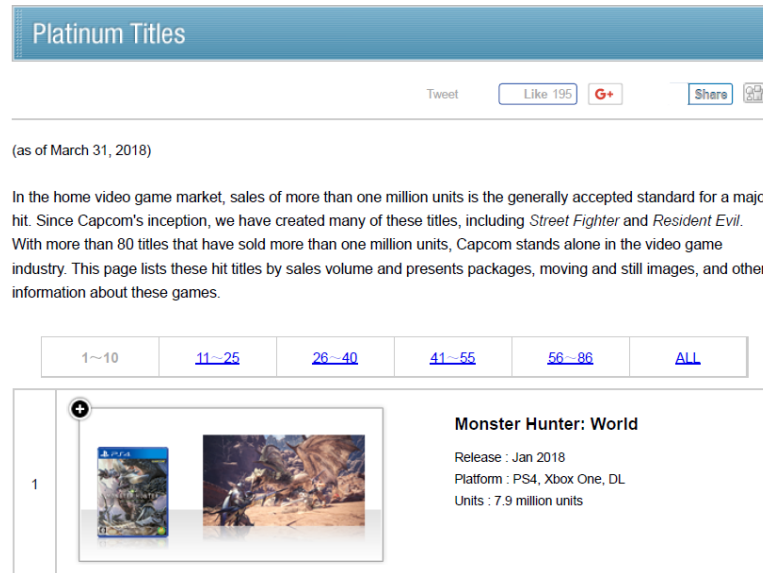 Platinum Titles
Tweet
Like 195
G+
Share
(as of March 31, 2018)
In the home video game market, sales of more than one million units is the generally accepted standard for a majo
hit. Since Capcom's inception, we have created many of these titles, including Street Fighter and Resident Evil.
With more than 80 titles that have sold more than one million units, Capcom stands alone in the video game
industry. This page lists these hit titles by sales volume and presents packages, moving and still images, and other
information about these games.
1～10 11～25 26～40 41～55 56～86 ALL
1
PS4
MONSTER HUNTER
Monster Hunter: World
Release : Jan 2018
Platform : PS4, Xbox One, DL
Units : 7.9 million units